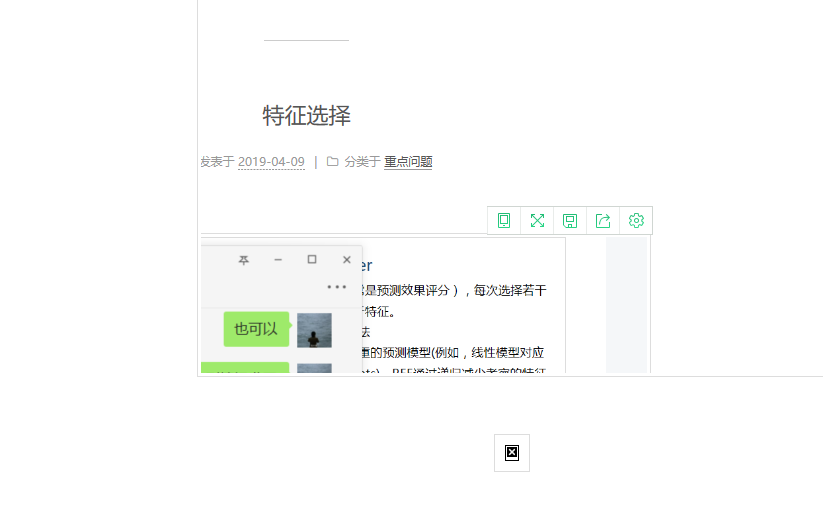 特征选择
发表于 2019-04-09 | 分类于 重点问题
er
是预测效果评分），每次选择若干
特征。
也可以
法
重的预测模型(例如，线性模型对应